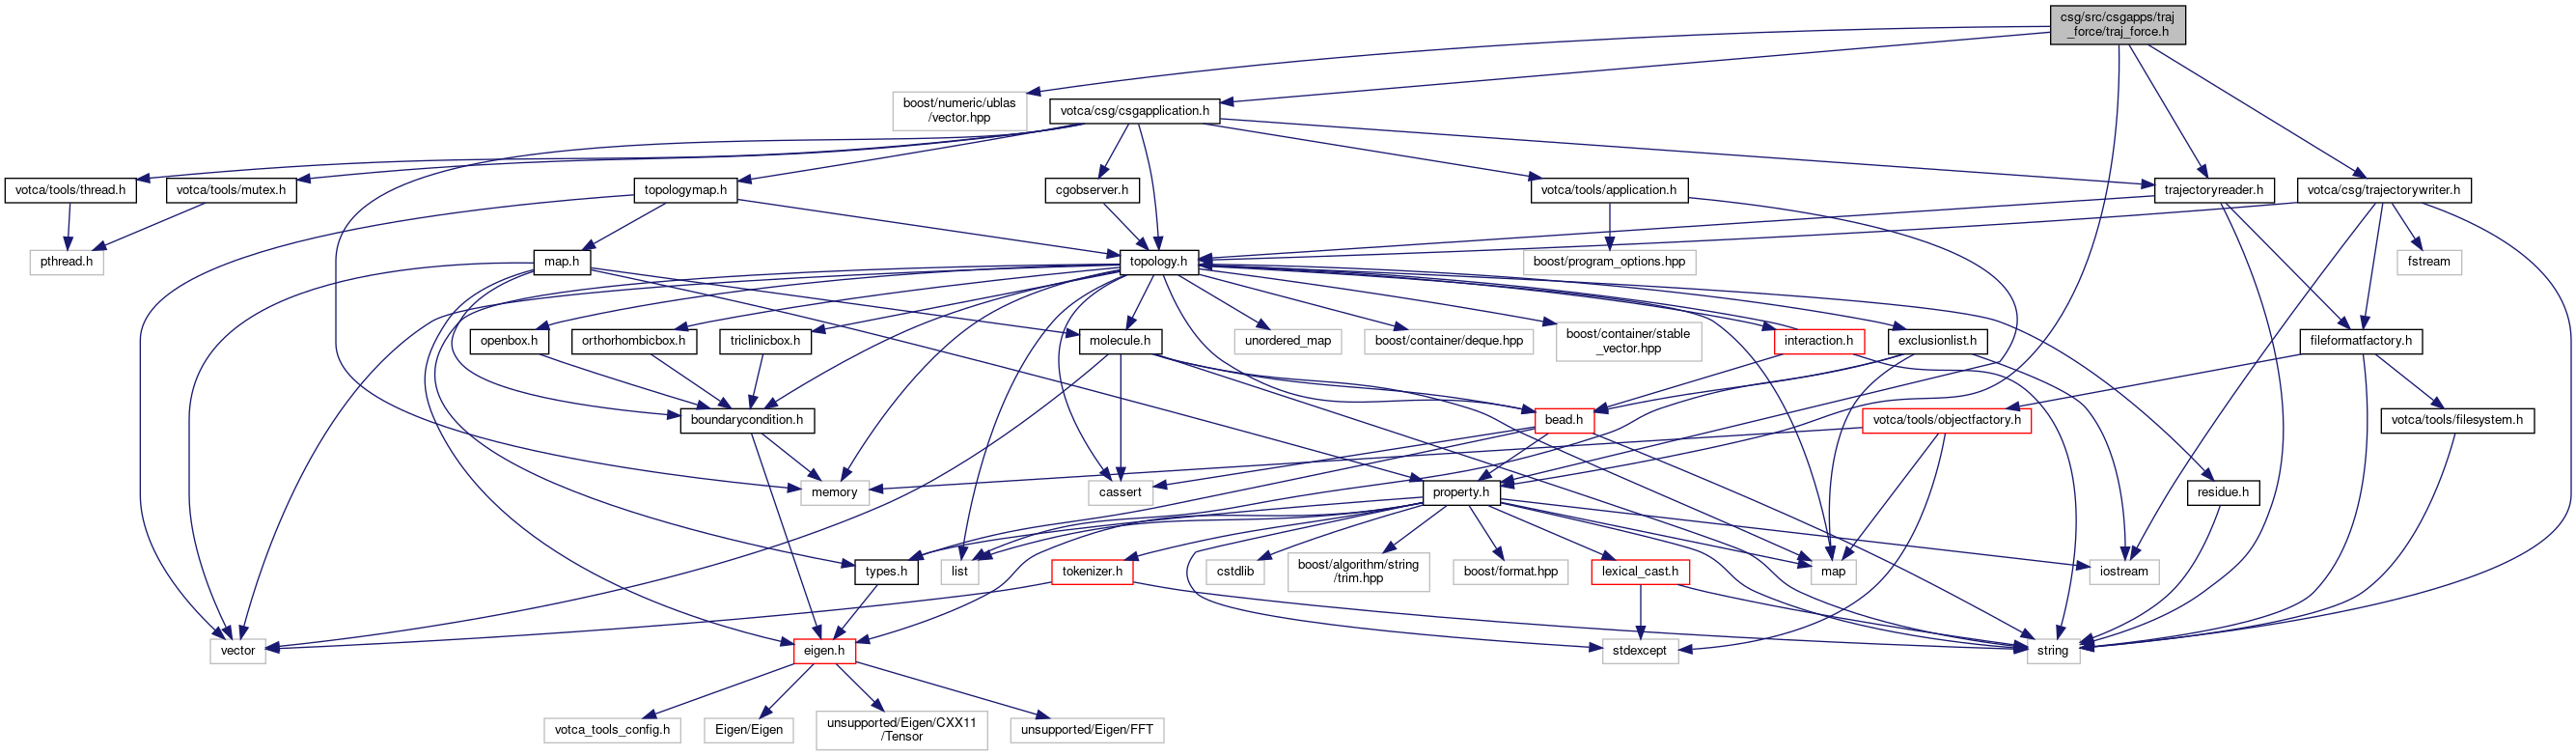 csg/src/csgapps/traj
_force/traj_force.h
boost/numeric/ublas
/vector.hpp
votca/csg/csgapplication.h
votca/tools/thread.h
votca/tools/mutex.h
topologymap.h
cgobserver.h
votca/tools/application.h
trajectoryreader.h
votca/csg/trajectorywriter.h
pthread.h
map.h
topology.h
boost/program_options.hpp
fstream
openbox.h
orthorhombicbox.h
triclinicbox.h
molecule.h
unordered_map
boost/container/deque.hpp
boost/container/stable
_vector.hpp
interaction.h
exclusionlist.h
fileformatfactory.h
boundarycondition.h
bead.h
votca/tools/objectfactory.h
votca/tools/filesystem.h
memory
cassert
property.h
residue.h
types.h
list
tokenizer.h
cstdlib
boost/algorithm/string
/trim.hpp
boost/format.hpp
lexical_cast.h
map
iostream
vector
eigen.h
stdexcept
string
votca_tools_config.h
Eigen/Eigen
unsupported/Eigen/CXX11
/Tensor
unsupported/Eigen/FFT